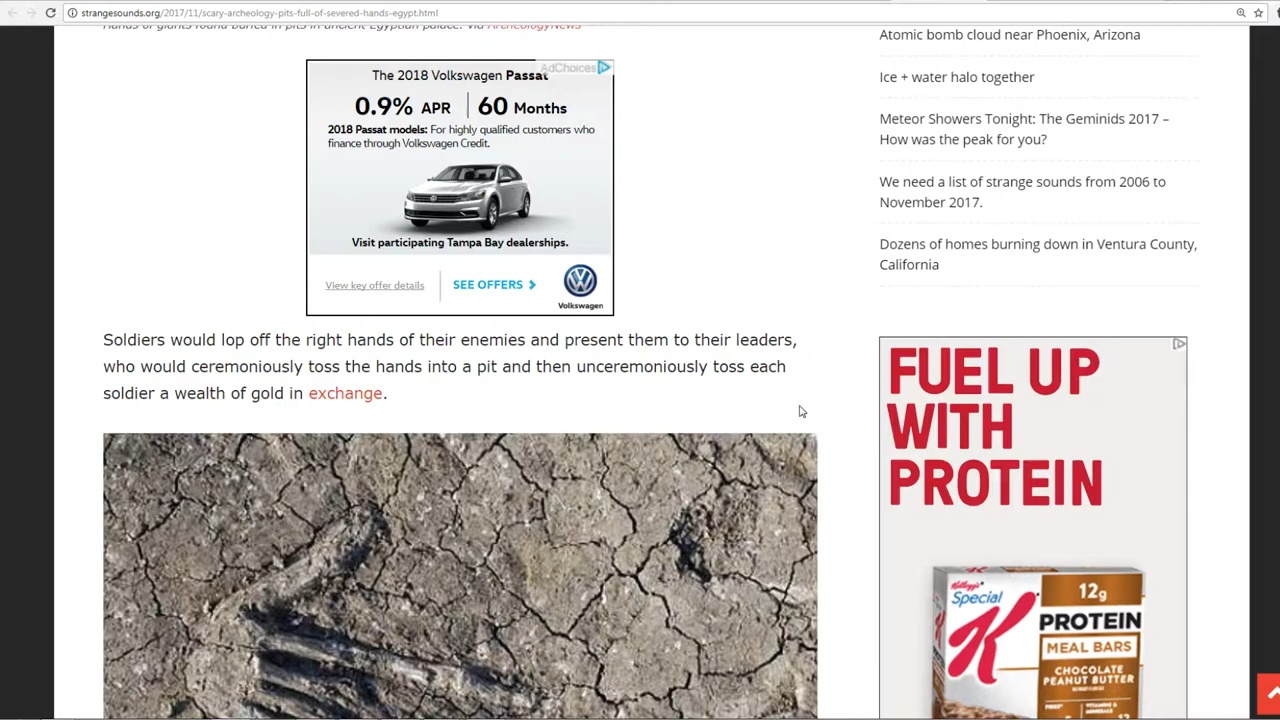 strangesounds.org/2017/11/scary-archeology-pits-full-of-severed-hands-egypt.html
Hands of giants found buried in pits in ancient Egyptian palace. Via ArcheologyNews
AdChoices
The 2018 Volkswagen Passat
0.9% APR | 60 Months
2018 Passat models: For highly qualified customers who
finance through Volkswagen Credit.
Visit participating Tampa Bay dealerships.
View key offer details
SEE OFFERS
Volkswagen
Soldiers would lop off the right hands of their enemies and present them to their leaders,
who would ceremoniously toss the hands into a pit and then unceremoniously toss each
soldier a wealth of gold in exchange.
Atomic bomb cloud near Phoenix, Arizona
Ice + water halo together
Meteor Showers Tonight: The Geminids 2017 –
How was the peak for you?
We need a list of strange sounds from 2006 to
November 2017.
Dozens of homes burning down in Ventura County,
California
FUEL UP
WITH
PROTEIN
Kellogg's
Special K
12g
PROTEIN
MEAL BARS
CHOCOLATE
PEANUT BUTTER